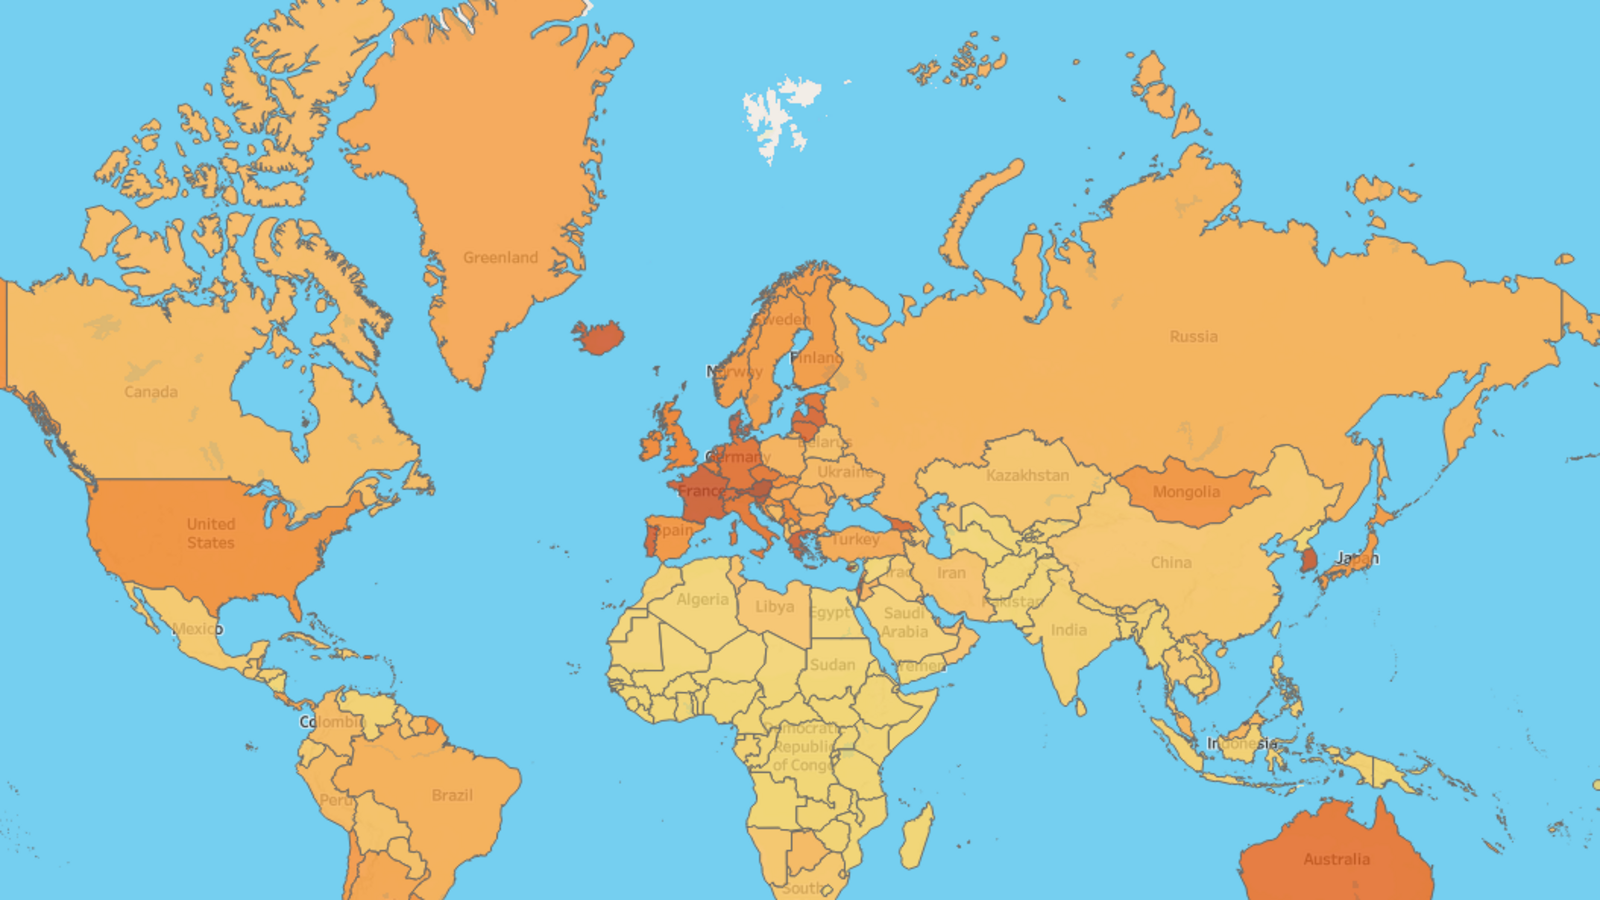 Greenland
Sweden
Finland
Norway
Russia
Canada
Belarus
Germany
Ukraine
Kazakhstan
France
Mongolia
United
States
Spain
Turkey
Japan
China
Iraq
Iran
Algeria
Libya
Egypt
Pakistan
Saudi
Arabia
India
Mexico
Sudan
Yemen
Colombia
Democratic
Republic
of Congo
Indonesia
Peru
Brazil
Australia
South